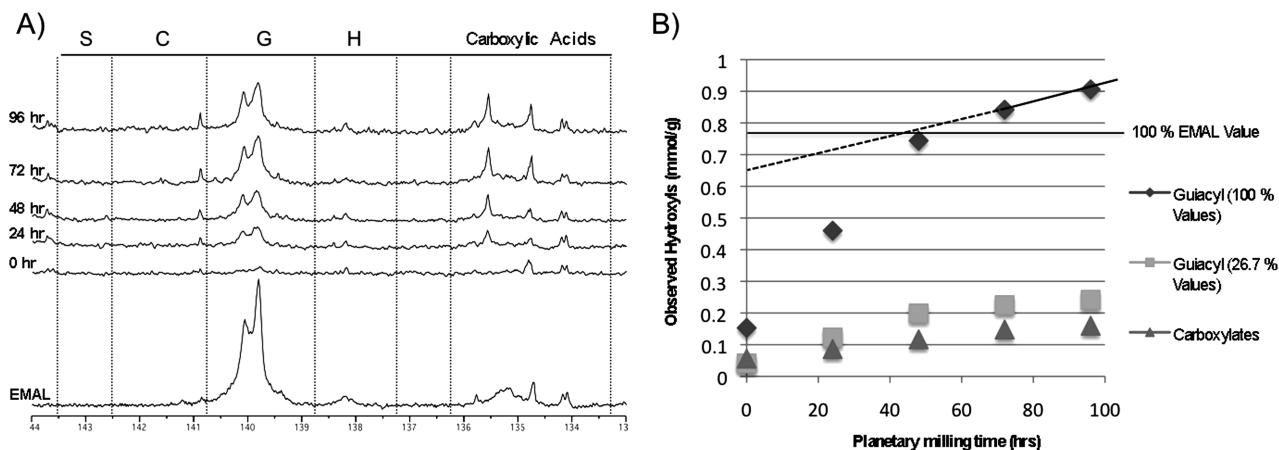 A)
S C G H Carboxylic Acids
96 hr
72 hr
48 hr
24 hr
0 hr
EMAL
44 143 142 141 140 139 138 137 136 135 134 13
B)
Observed Hydroxyls (mmol/g)
1
0.9
0.8
0.7
0.6
0.5
0.4
0.3
0.2
0.1
0
0 20 40 60 80 100
Planetary milling time (hrs)
100 % EMAL Value
Guiacyl (100 %
Values)
Guiacyl (26.7 %
Values)
Carboxylates